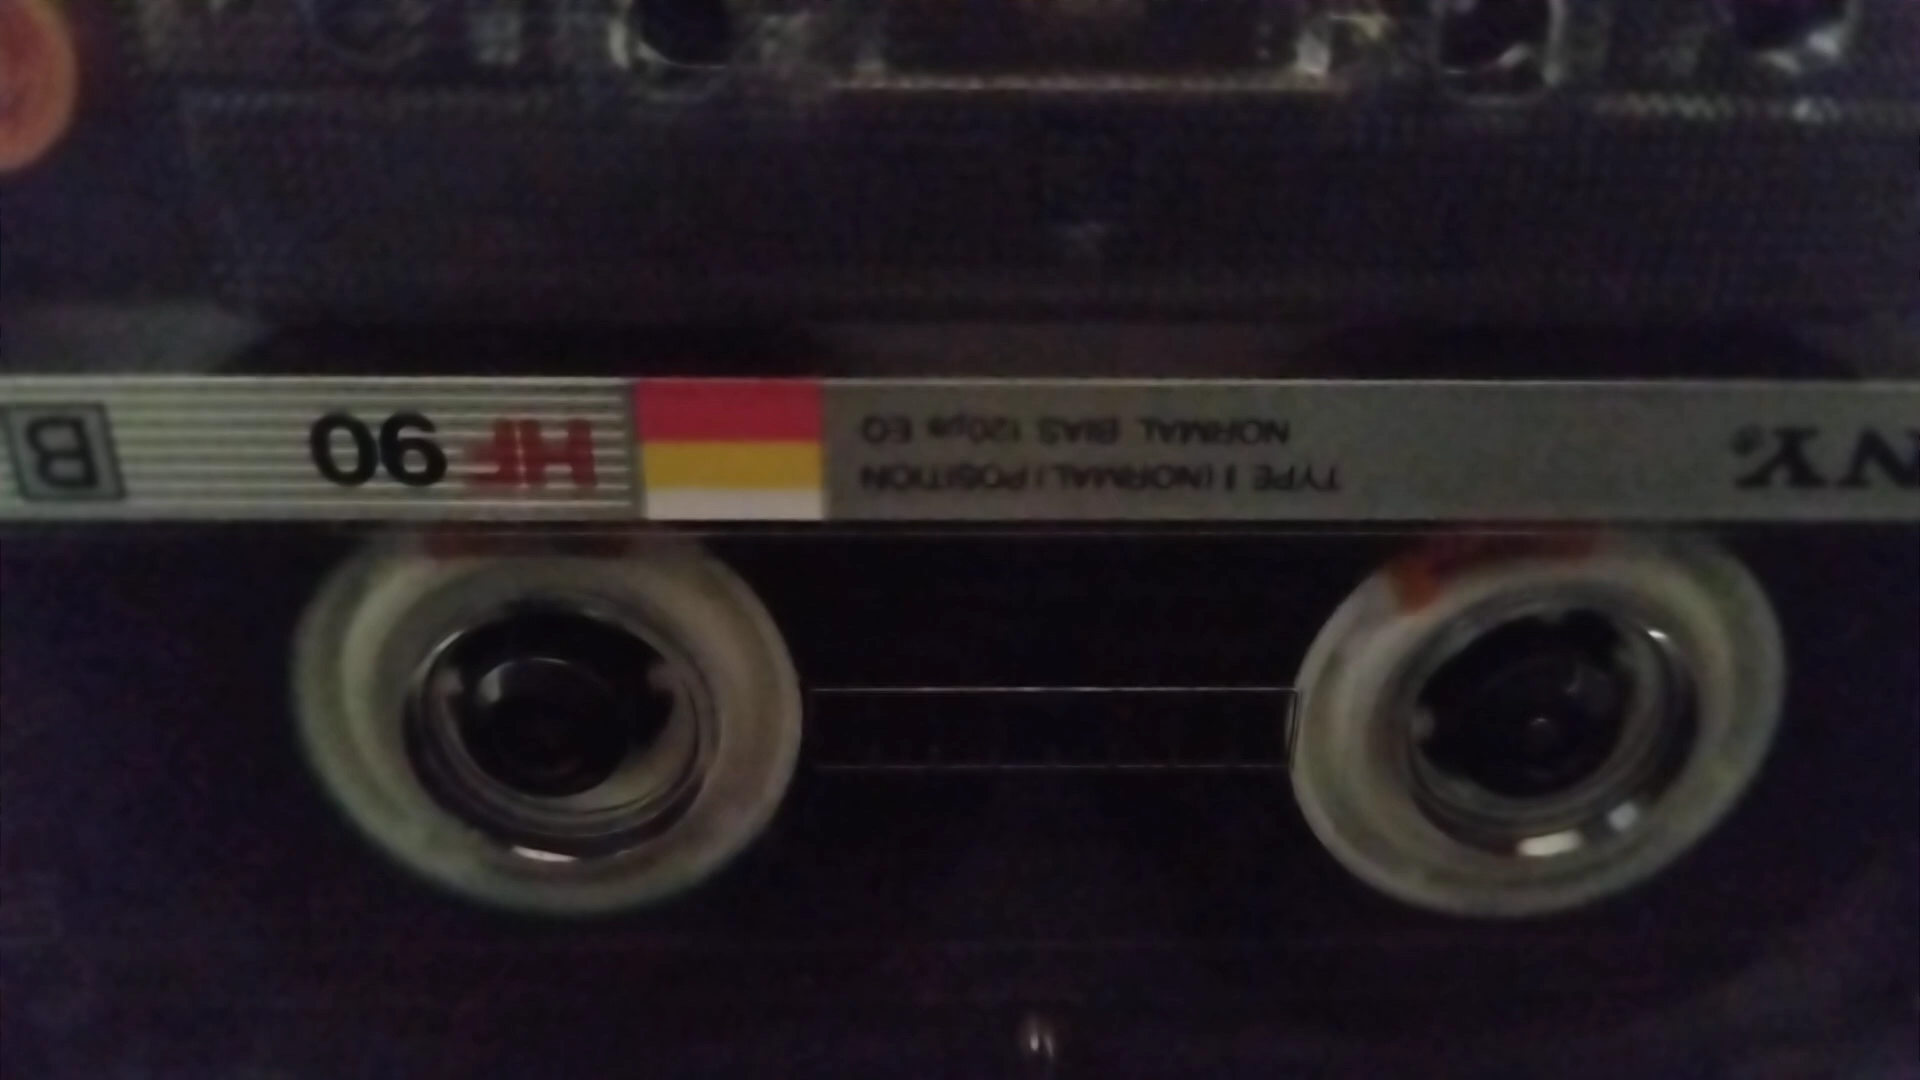 NY®
TYPE I (NORMAL) POSITION
NORMAL BIAS 120μs EQ
HF 90
B